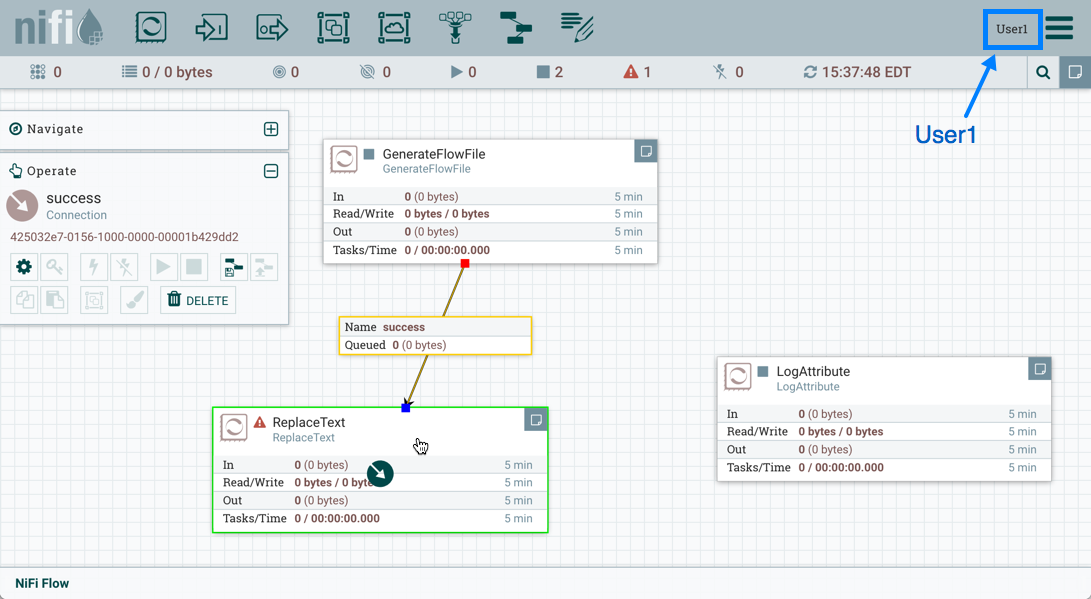 nifi
User1
0
0 / 0 bytes
0
0
0
2
1
0
15:37:48 EDT
User1
Navigate
Operate
success
Connection
425032e7-0156-1000-0000-00001b429dd2
DELETE
GenerateFlowFile
GenerateFlowFile
In 0 (0 bytes) 5 min
Read/Write 0 bytes / 0 bytes 5 min
Out 0 (0 bytes) 5 min
Tasks/Time 0 / 00:00:00.000 5 min
Name success
Queued 0 (0 bytes)
ReplaceText
ReplaceText
In 0 (0 bytes) 5 min
Read/Write 0 bytes / 0 byte 5 min
Out 0 (0 bytes) 5 min
Tasks/Time 0 / 00:00:00.000 5 min
LogAttribute
LogAttribute
In 0 (0 bytes) 5 min
Read/Write 0 bytes / 0 bytes 5 min
Out 0 (0 bytes) 5 min
Tasks/Time 0 / 00:00:00.000 5 min
NiFi Flow